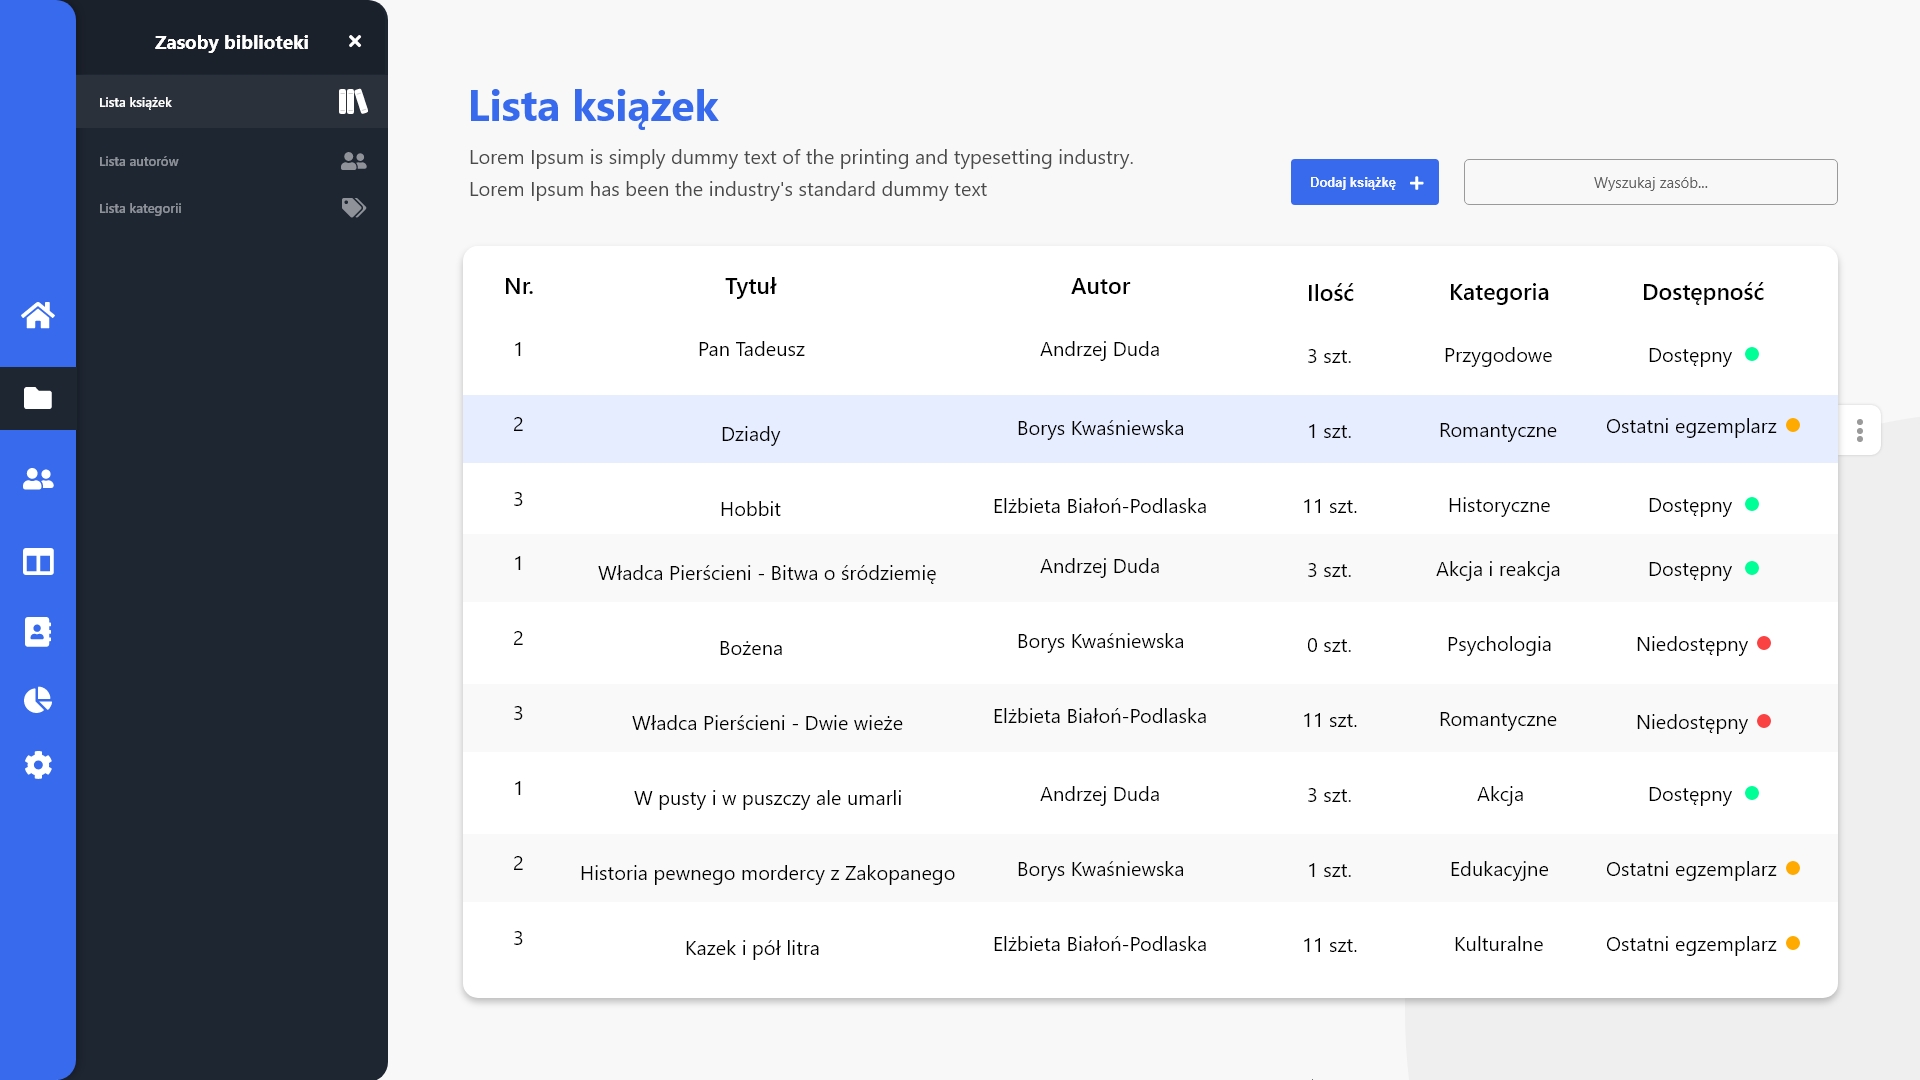 Zasoby biblioteki
Lista książek
Lista autorów
Lista kategorii
Lista książek
Lorem Ipsum is simply dummy text of the printing and typesetting industry.
Lorem Ipsum has been the industry's standard dummy text
Dodaj książkę
Wyszukaj zasób...
Nr. Tytuł Autor Ilość Kategoria Dostępność
1 Pan Tadeusz Andrzej Duda 3 szt. Przygodowe Dostępny
2 Dziady Borys Kwaśniewska 1 szt. Romantyczne Ostatni egzemplarz
3 Hobbit Elżbieta Białoń-Podlaska 11 szt. Historyczne Dostępny
1 Władca Pierścieni - Bitwa o śródziemię Andrzej Duda 3 szt. Akcja i reakcja Dostępny
2 Bożena Borys Kwaśniewska 0 szt. Psychologia Niedostępny
3 Władca Pierścieni - Dwie wieże Elżbieta Białoń-Podlaska 11 szt. Romantyczne Niedostępny
1 W pusty i w puszczy ale umarli Andrzej Duda 3 szt. Akcja Dostępny
2 Historia pewnego mordercy z Zakopanego Borys Kwaśniewska 1 szt. Edukacyjne Ostatni egzemplarz
3 Kazek i pół litra Elżbieta Białoń-Podlaska 11 szt. Kulturalne Ostatni egzemplarz